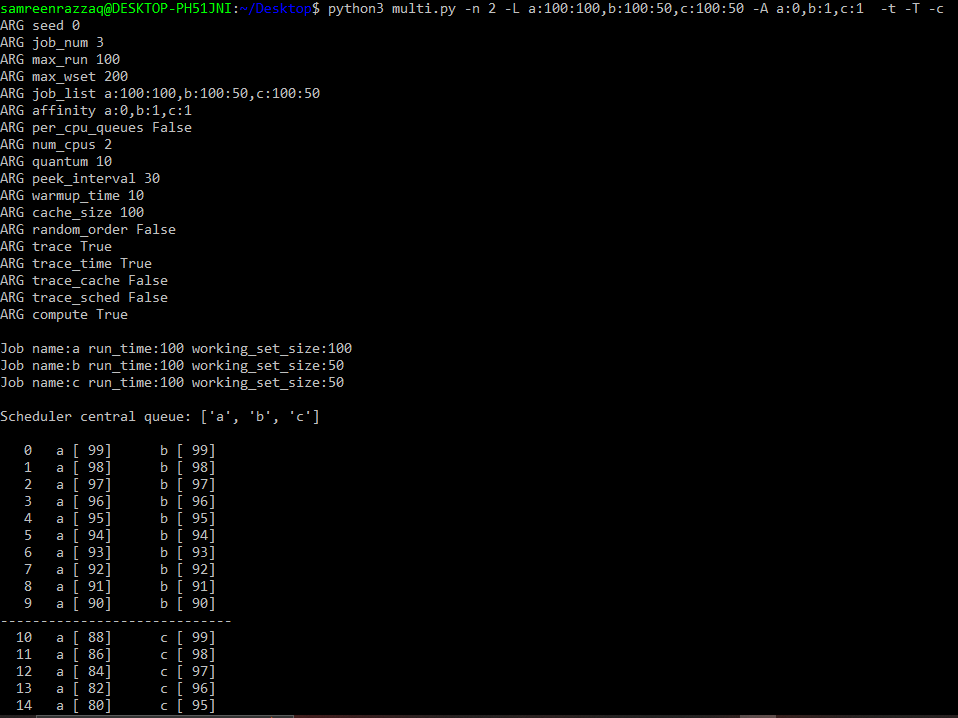 samreenrazzaq@DESKTOP-PH51JNI:~/Desktop$ python3 multi.py -n 2 -L a:100:100,b:100:50,c:100:50 -A a:0,b:1,c:1  -t -T -c
ARG seed 0
ARG job_num 3
ARG max_run 100
ARG max_wset 200
ARG job_list a:100:100,b:100:50,c:100:50
ARG affinity a:0,b:1,c:1
ARG per_cpu_queues False
ARG num_cpus 2
ARG quantum 10
ARG peek_interval 30
ARG warmup_time 10
ARG cache_size 100
ARG random_order False
ARG trace True
ARG trace_time True
ARG trace_cache False
ARG trace_sched False
ARG compute True

Job name:a run_time:100 working_set_size:100
Job name:b run_time:100 working_set_size:50
Job name:c run_time:100 working_set_size:50

Scheduler central queue: ['a', 'b', 'c']

   0   a [ 99]      b [ 99]
   1   a [ 98]      b [ 98]
   2   a [ 97]      b [ 97]
   3   a [ 96]      b [ 96]
   4   a [ 95]      b [ 95]
   5   a [ 94]      b [ 94]
   6   a [ 93]      b [ 93]
   7   a [ 92]      b [ 92]
   8   a [ 91]      b [ 91]
   9   a [ 90]      b [ 90]
-----------------------------
  10   a [ 88]      c [ 99]
  11   a [ 86]      c [ 98]
  12   a [ 84]      c [ 97]
  13   a [ 82]      c [ 96]
  14   a [ 80]      c [ 95]